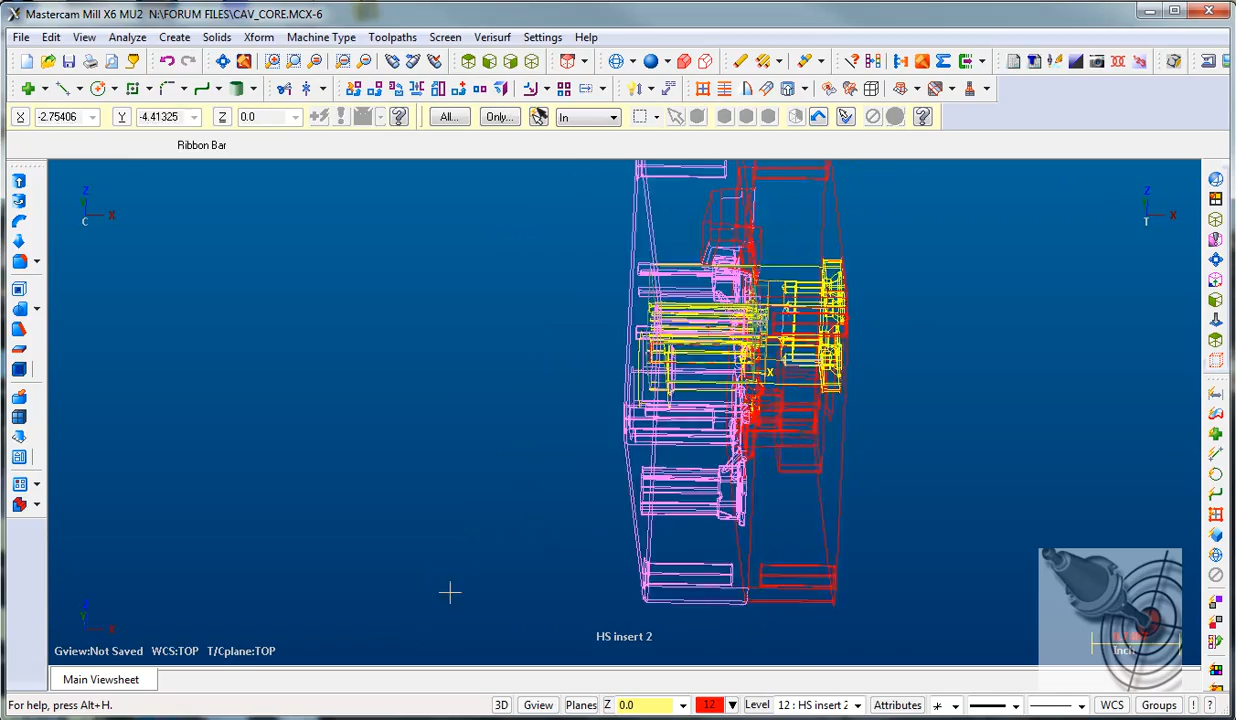 Mastercam Mill X6 MU2  N:\FORUM FILES\CAV_CORE.MCX-6
File Edit View Analyze Create Solids Xform Machine Type Toolpaths Screen Verisurf Settings Help
X -2.75406 Y -4.41325 Z 0.0 All... Only... In
Ribbon Bar
Z
Y
X
C
Z
Y
X
T
X
HS insert 2
Inch
Gview:Not Saved WCS:TOP T/Cplane:TOP
Main Viewsheet
For help, press Alt+H. 3D Gview Planes Z 0.0 12 Level 12 : HS insert 2 Attributes WCS Groups ! ?